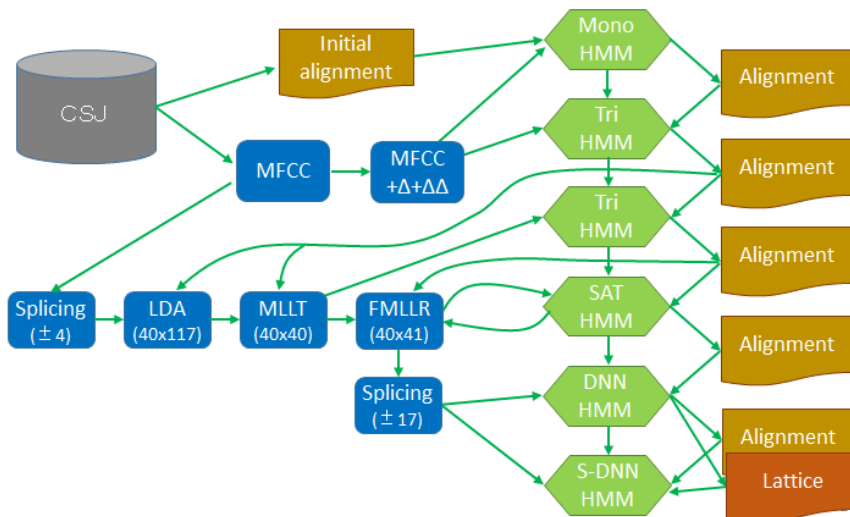 Mono
HMM
Initial
alignment
Alignment
CSJ
Tri
HMM
MFCC
MFCC
+Δ+ΔΔ
Alignment
Tri
HMM
Alignment
Splicing
(±4)
LDA
(40x117)
MLLT
(40x40)
FMLLR
(40x41)
SAT
HMM
Alignment
Splicing
(±17)
DNN
HMM
Alignment
S-DNN
HMM
Lattice